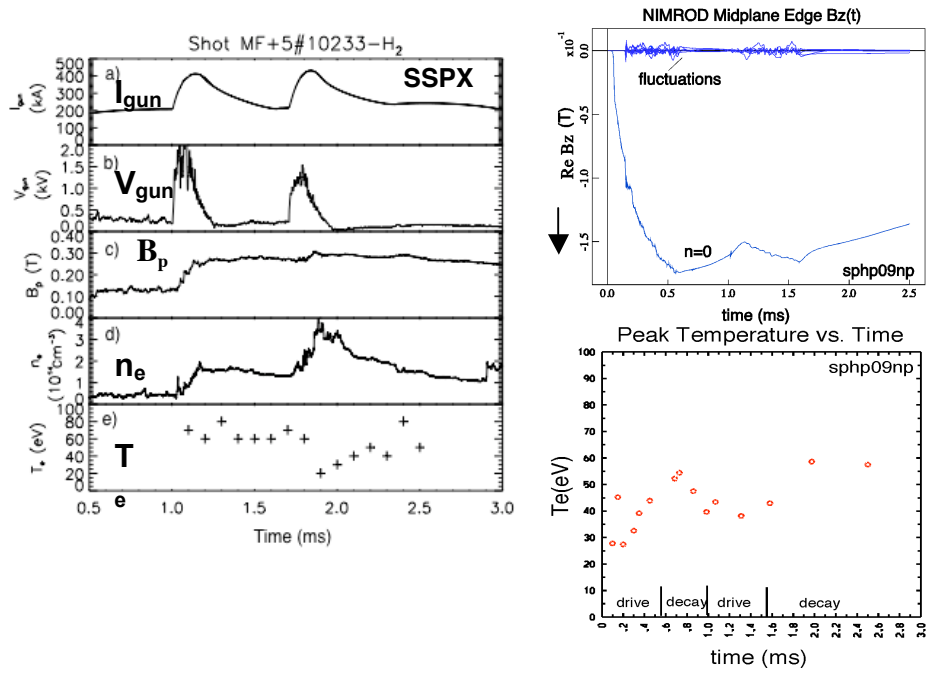 Shot MF+5#10233-H₂
SSPX
a)
I_gun
I_gun (kA)
500
400
300
200
100
0
b)
V_gun
V_gun (kV)
2.0
1.5
1.0
0.5
0.0
c)
B_p
B_p (T)
0.40
0.30
0.20
0.10
0.00
d)
n_e
n_e (10¹⁴cm⁻³)
4
3
2
1
0
e)
T
e
T_e (eV)
100
80
60
40
20
0
0.5 1.0 1.5 2.0 2.5 3.0
Time (ms)
NIMROD Midplane Edge Bz(t)
x10⁻¹
0.0
-0.5
-1.0
-1.5
Re Bz (T)
fluctuations
n=0
sphp09np
0.0 0.5 1.0 1.5 2.0 2.5
time (ms)
Peak Temperature vs. Time
sphp09np
Te(eV)
100
90
80
70
60
50
40
30
20
10
0
drive decay drive decay
0 .2 .4 .6 .8 1.0 1.2 1.4 1.6 1.8 2.0 2.2 2.4 2.6 2.8 3.0
time (ms)